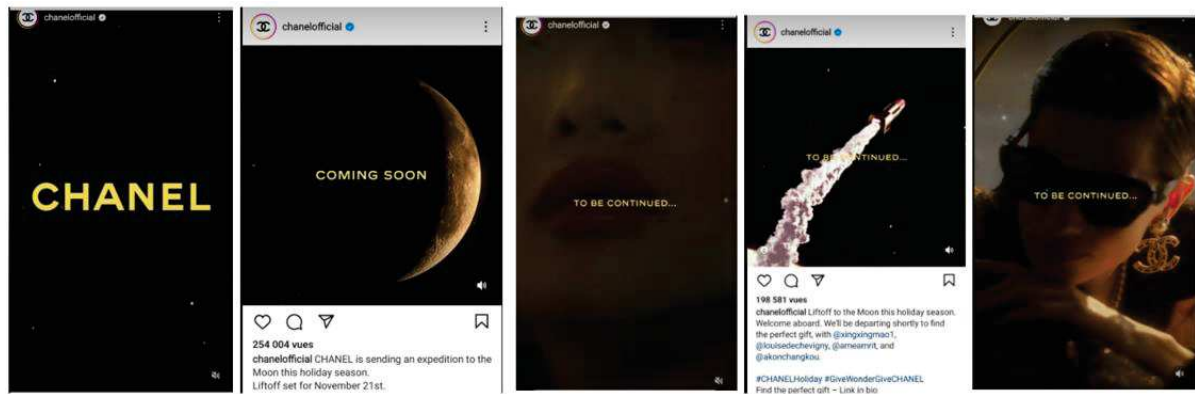 chanelofficial
CHANEL
chanelofficial
COMING SOON
254 004 vues
chanelofficial CHANEL is sending an expedition to the
Moon this holiday season.
Liftoff set for November 21st.
chanelofficial
TO BE CONTINUED...
chanelofficial
TO BE CONTINUED...
198 581 vues
chanelofficial Liftoff to the Moon this holiday season.
Welcome aboard. We'll be departing shortly to find
the perfect gift, with @xingxingmao1,
@louisedechevigny, @ameamrit, and
@akonchangkou.
#CHANELHoliday #GiveWonderGiveCHANEL
Find the perfect gift – Link in bio
chanelofficial
TO BE CONTINUED...